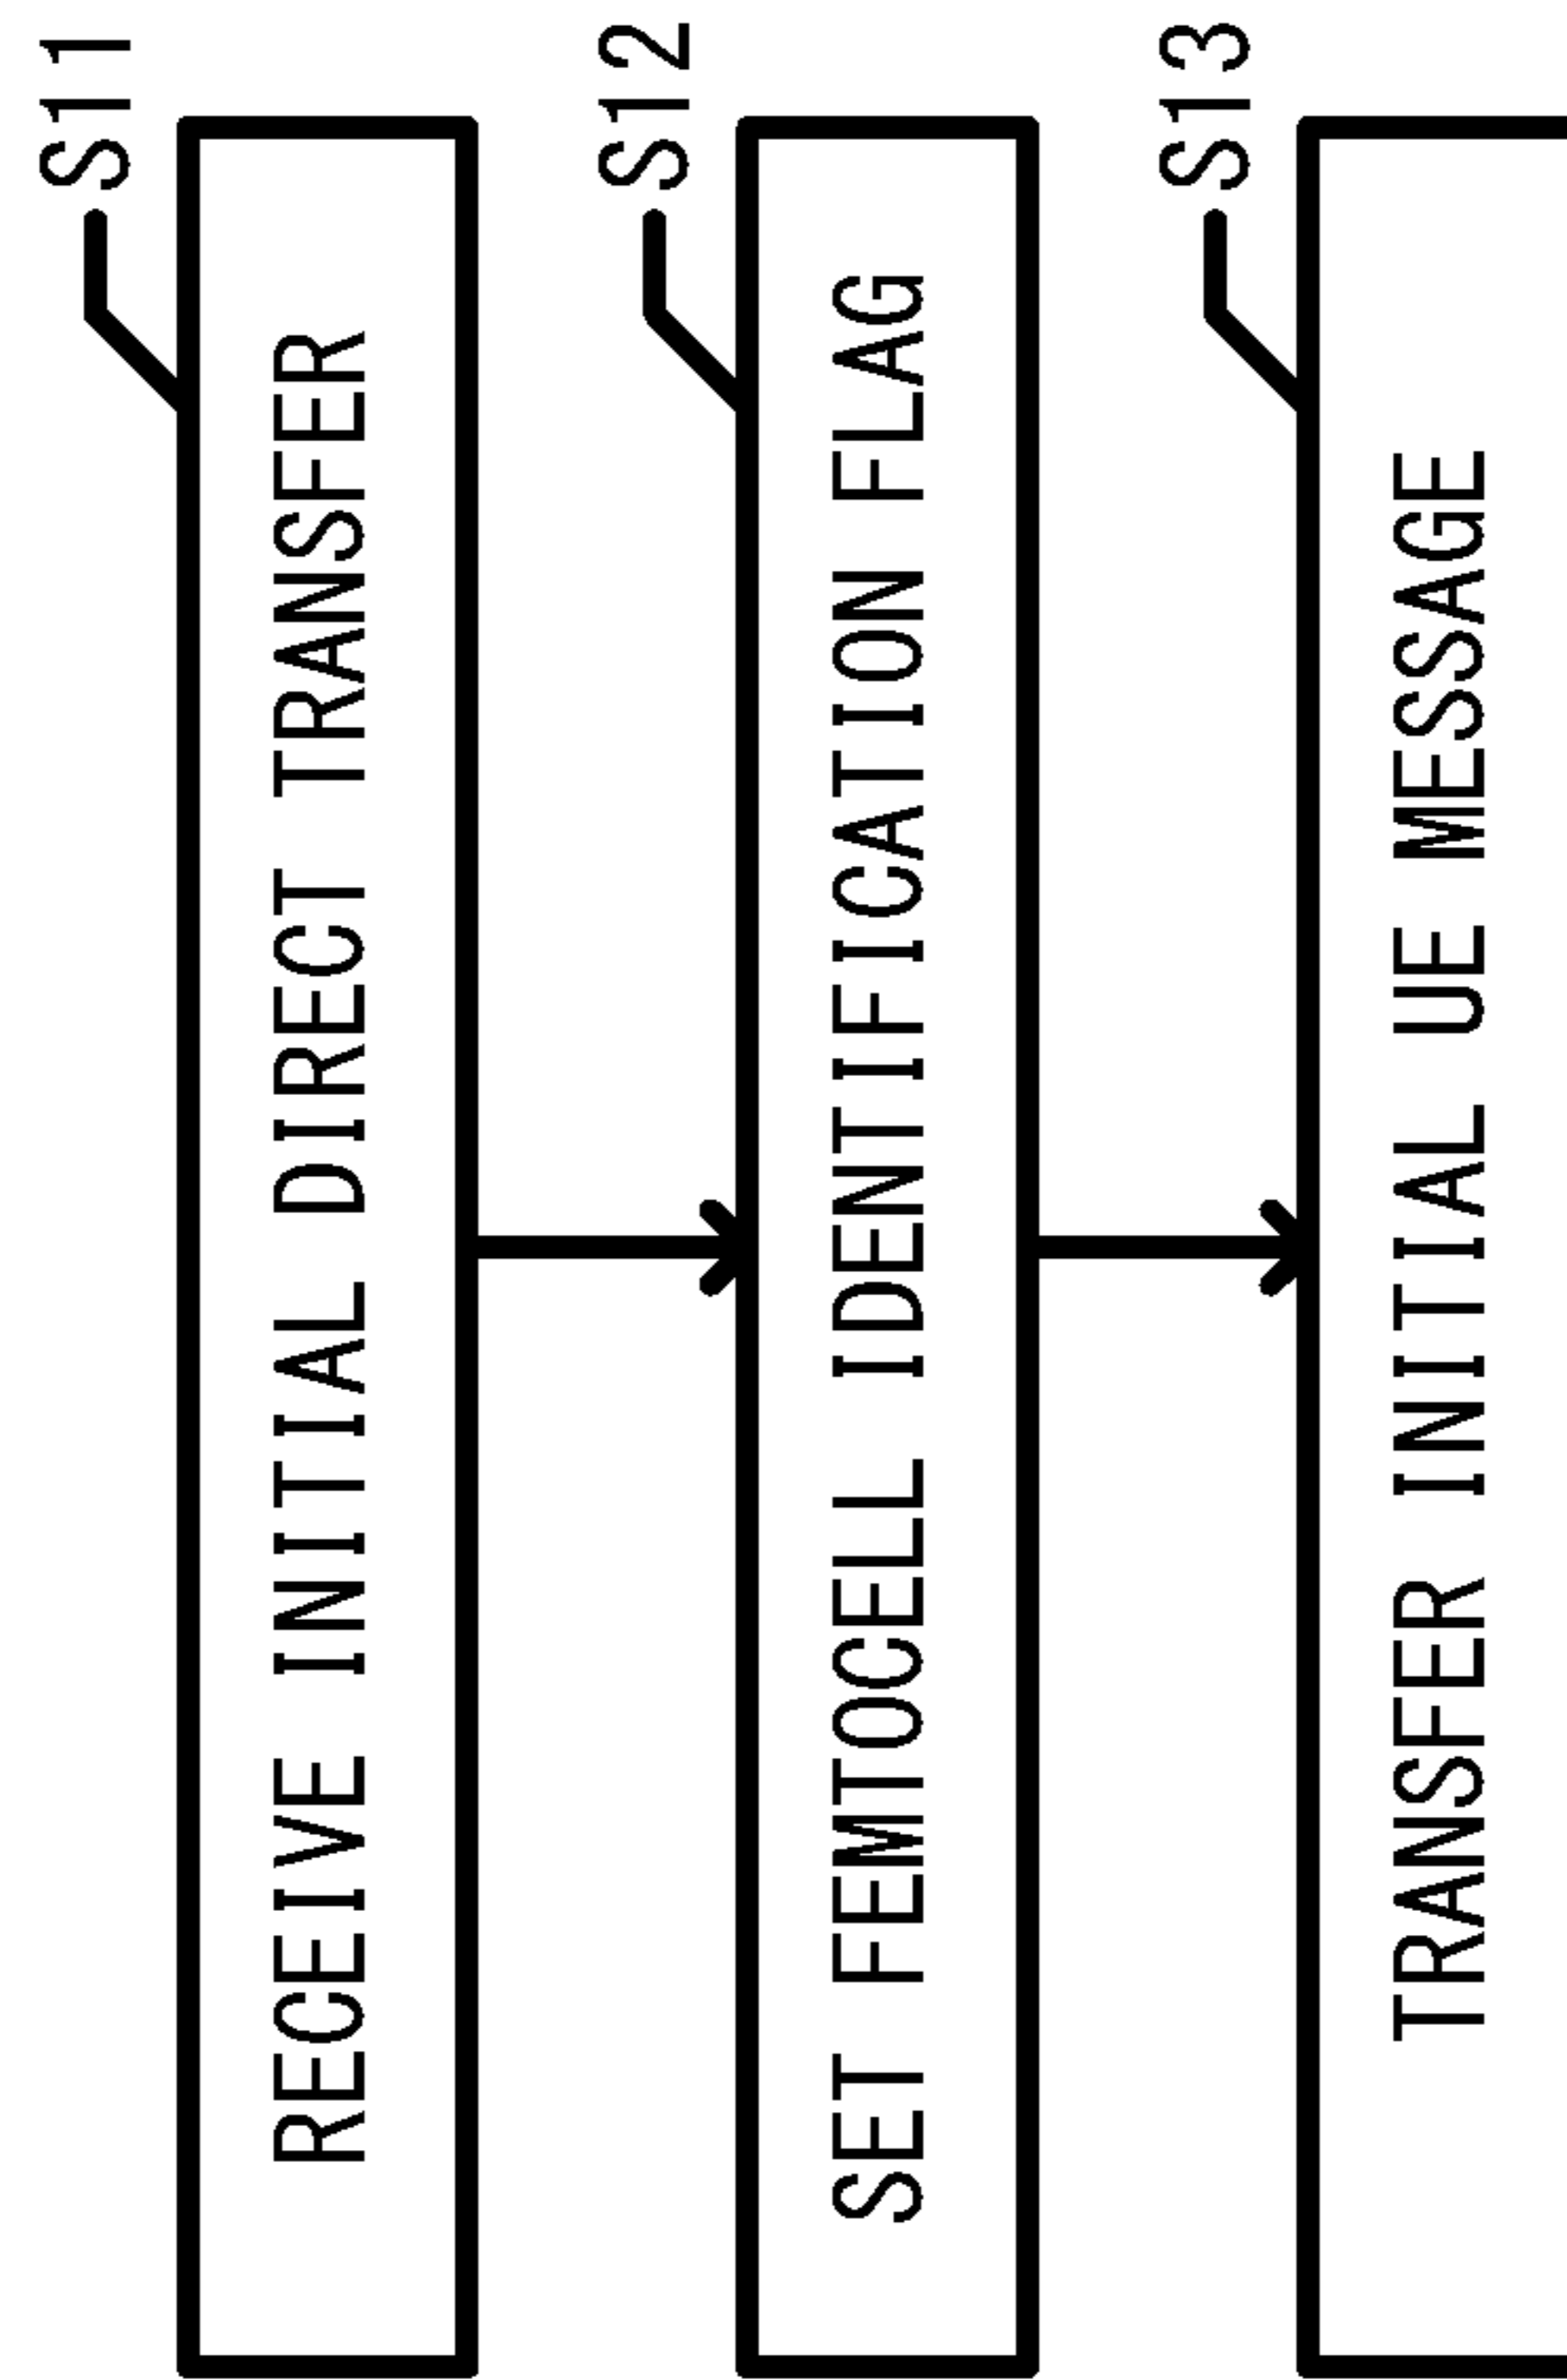 S11
RECEIVE INITIAL DIRECT TRANSFER
S12
SET FEMTOCELL IDENTIFICATION FLAG
S13
TRANSFER INITIAL UE MESSAGE